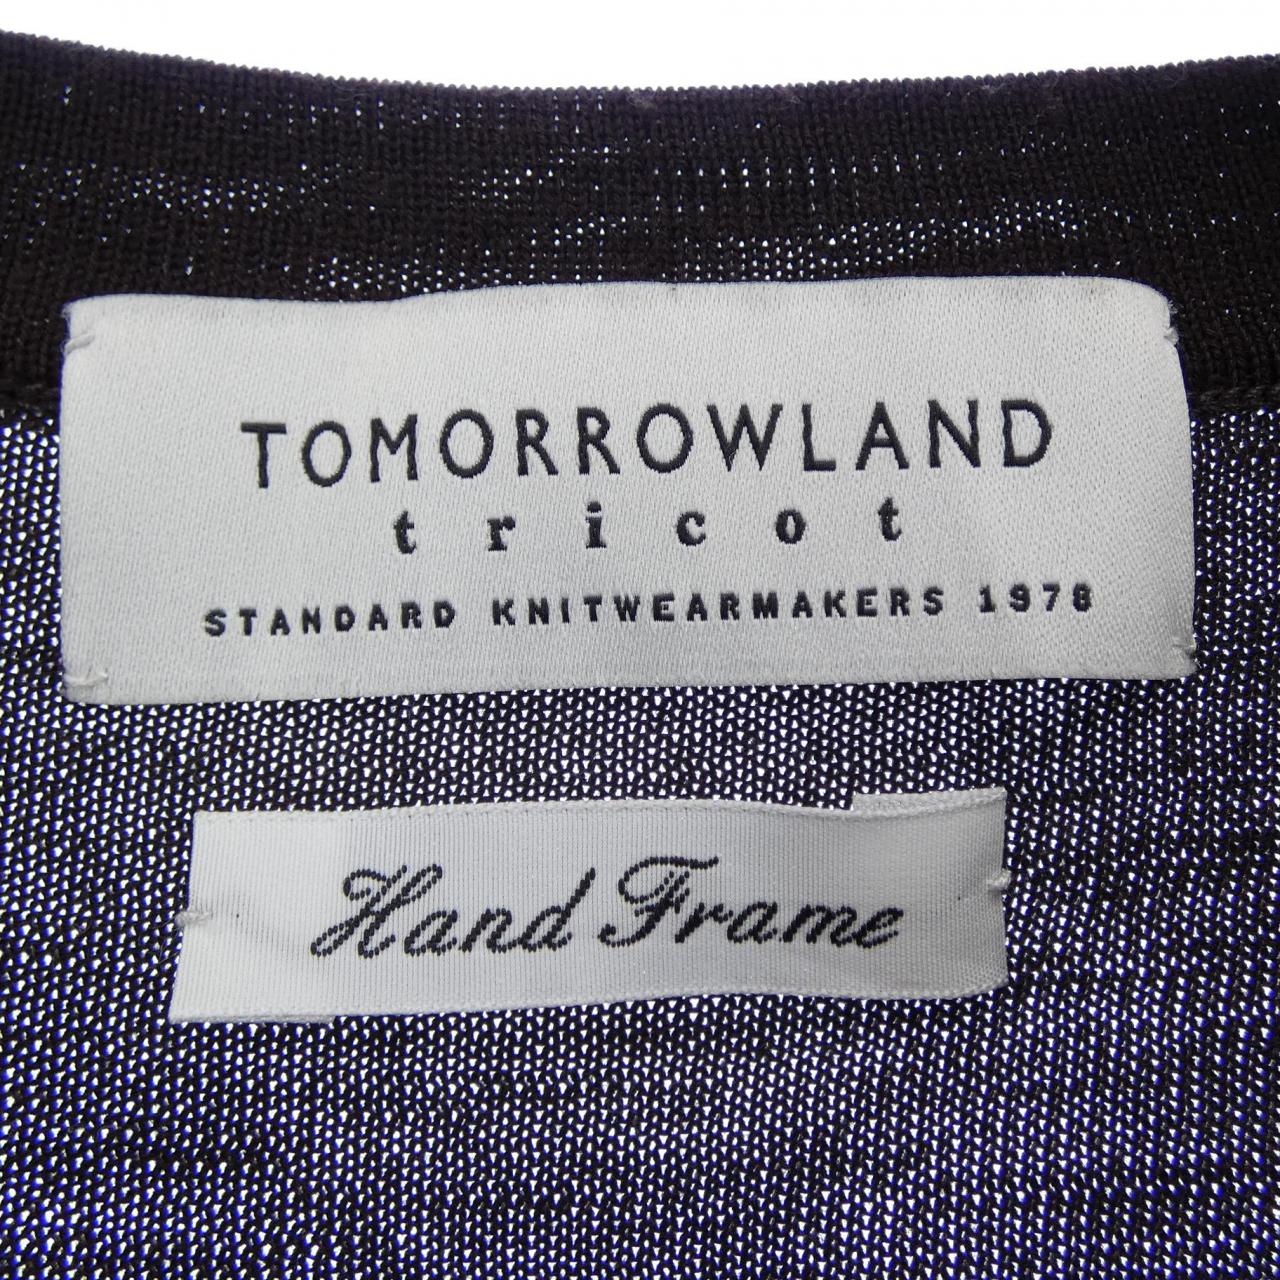 TOMORROWLAND
tricot
STANDARD KNITWEARMAKERS 1978
Hand Frame